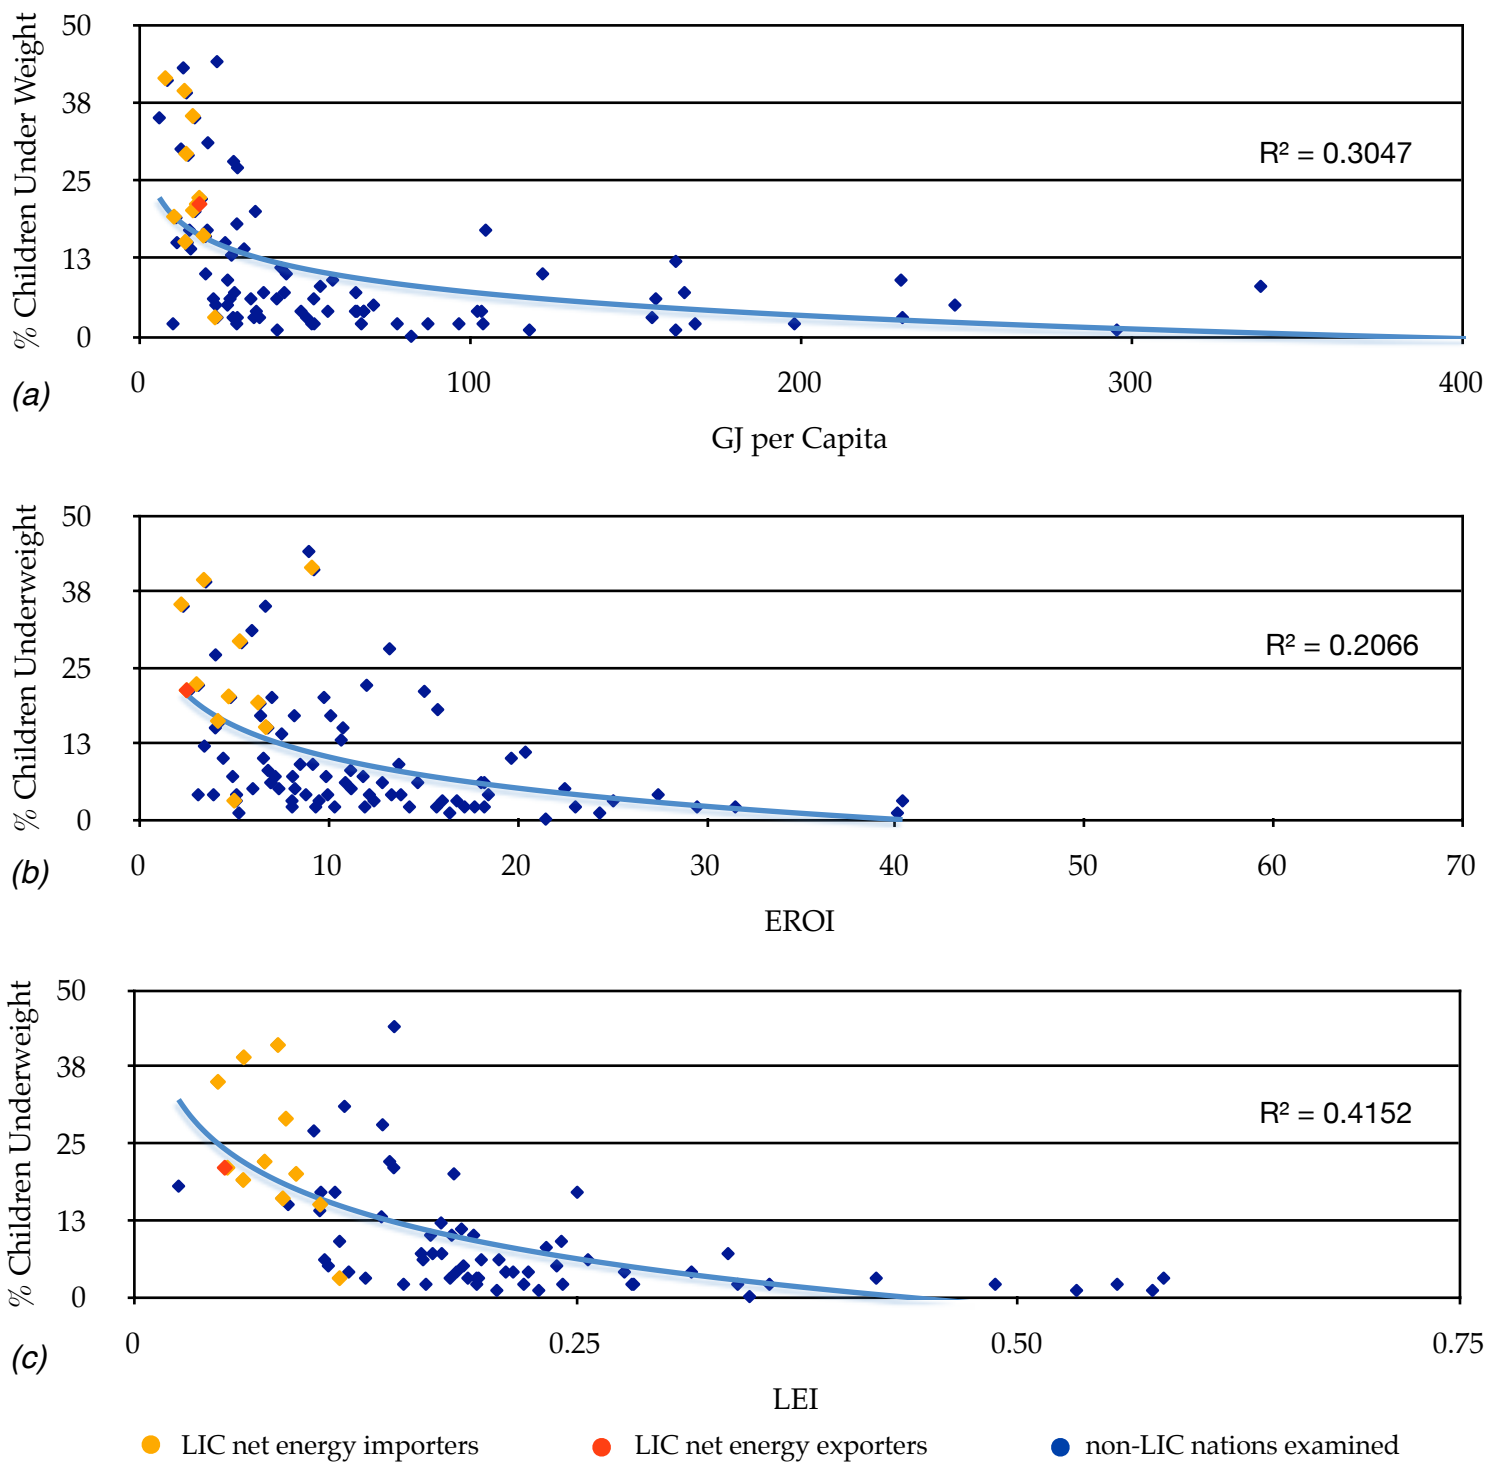 % Children Under Weight
50
38
25
13
0
R² = 0.3047
0 100 200 300 400
(a)
GJ per Capita
% Children Underweight
50
38
25
13
0
R² = 0.2066
0 10 20 30 40 50 60 70
(b)
EROI
% Children Underweight
50
38
25
13
0
R² = 0.4152
0 0.25 0.50 0.75
(c)
LEI
LIC net energy importers LIC net energy exporters non-LIC nations examined